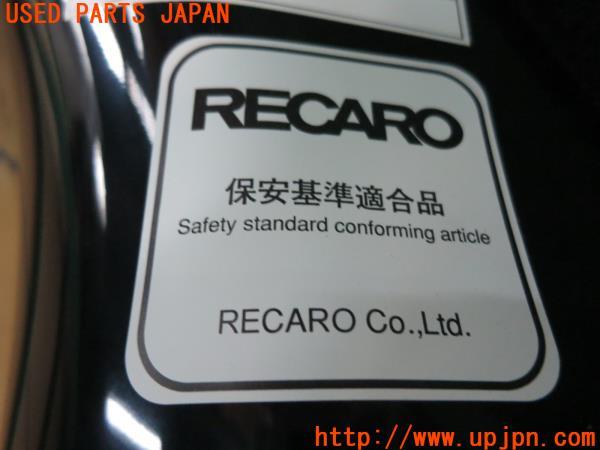 USED PARTS JAPAN
RECARO
保安基準適合品
Safety standard conforming article
RECARO Co.,Ltd.
http://www.upjpn.com/